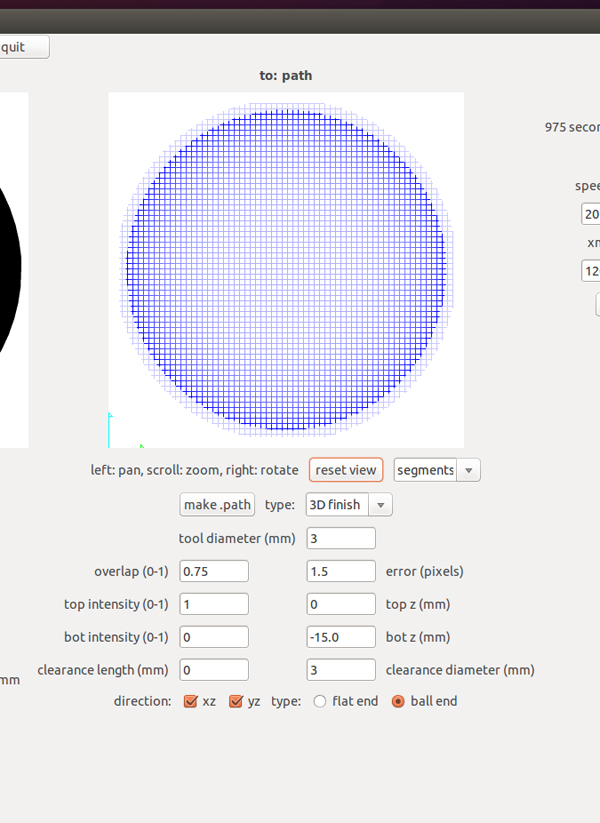 quit
to: path
975 secon
spee
20
xn
12
left: pan, scroll: zoom, right: rotate reset view segments
make .path type: 3D finish
tool diameter (mm) 3
overlap (0-1) 0.75 1.5 error (pixels)
top intensity (0-1) 1 0 top z (mm)
bot intensity (0-1) 0 -15.0 bot z (mm)
clearance length (mm) 0 3 clearance diameter (mm)
mm
direction: xz yz type: flat end ball end